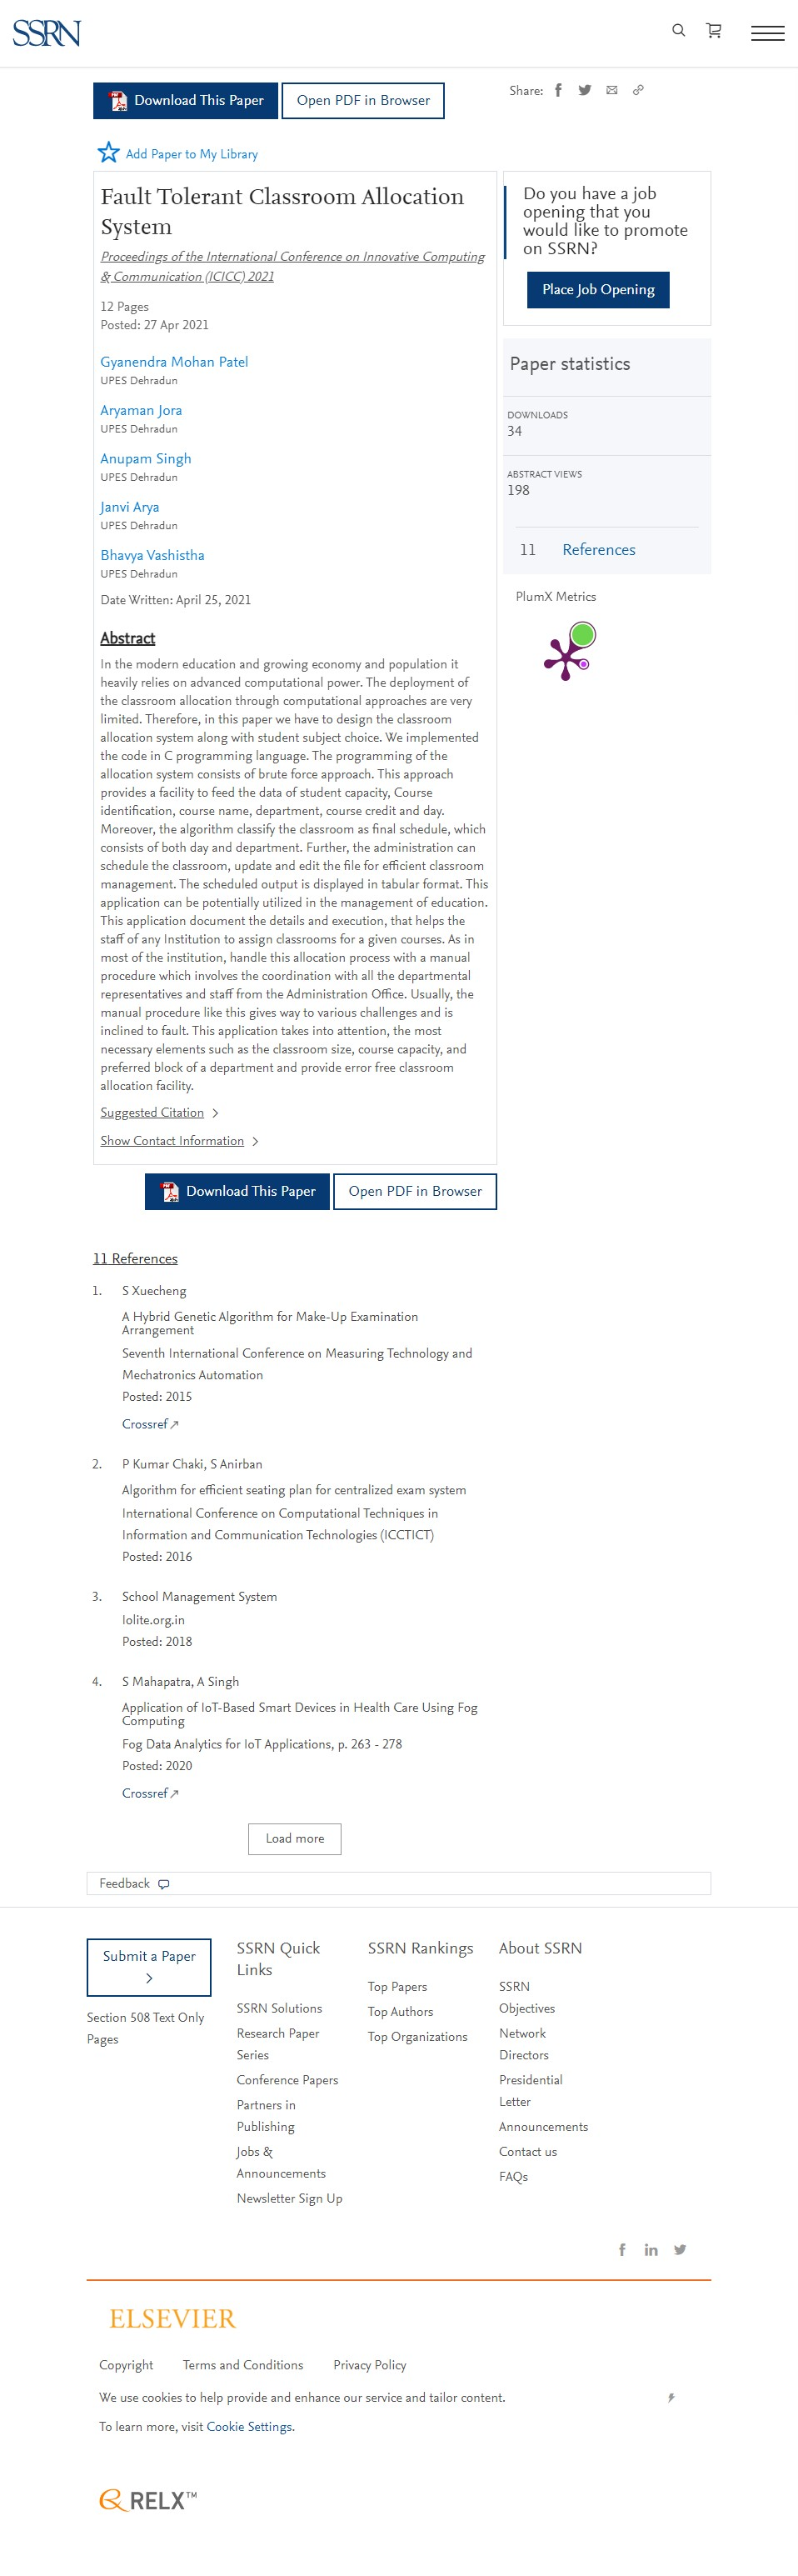 SSRN
Download This Paper
Open PDF in Browser
Share:
Add Paper to My Library
Fault Tolerant Classroom Allocation
System
Proceedings of the International Conference on Innovative Computing
& Communication (ICICC) 2021
12 Pages
Posted: 27 Apr 2021
Gyanendra Mohan Patel
UPES Dehradun
Aryaman Jora
UPES Dehradun
Anupam Singh
UPES Dehradun
Janvi Arya
UPES Dehradun
Bhavya Vashistha
UPES Dehradun
Date Written: April 25, 2021
Abstract
In the modern education and growing economy and population it
heavily relies on advanced computational power. The deployment of
the classroom allocation through computational approaches are very
limited. Therefore, in this paper we have to design the classroom
allocation system along with student subject choice. We implemented
the code in C programming language. The programming of the
allocation system consists of brute force approach. This approach
provides a facility to feed the data of student capacity, Course
identification, course name, department, course credit and day.
Moreover, the algorithm classify the classroom as final schedule, which
consists of both day and department. Further, the administration can
schedule the classroom, update and edit the file for efficient classroom
management. The scheduled output is displayed in tabular format. This
application can be potentially utilized in the management of education.
This application document the details and execution, that helps the
staff of any Institution to assign classrooms for a given courses. As in
most of the institution, handle this allocation process with a manual
procedure which involves the coordination with all the departmental
representatives and staff from the Administration Office. Usually, the
manual procedure like this gives way to various challenges and is
inclined to fault. This application takes into attention, the most
necessary elements such as the classroom size, course capacity, and
preferred block of a department and provide error free classroom
allocation facility.
Suggested Citation
Show Contact Information
Download This Paper
Open PDF in Browser
Do you have a job
opening that you
would like to promote
on SSRN?
Place Job Opening
Paper statistics
DOWNLOADS
34
ABSTRACT VIEWS
198
11 References
PlumX Metrics
11 References
1. S Xuecheng
A Hybrid Genetic Algorithm for Make-Up Examination
Arrangement
Seventh International Conference on Measuring Technology and
Mechatronics Automation
Posted: 2015
Crossref
2. P Kumar Chaki, S Anirban
Algorithm for efficient seating plan for centralized exam system
International Conference on Computational Techniques in
Information and Communication Technologies (ICCTICT)
Posted: 2016
3. School Management System
Iolite.org.in
Posted: 2018
4. S Mahapatra, A Singh
Application of IoT-Based Smart Devices in Health Care Using Fog
Computing
Fog Data Analytics for IoT Applications, p. 263 - 278
Posted: 2020
Crossref
Load more
Feedback
Submit a Paper
Section 508 Text Only
Pages
SSRN Quick
Links
SSRN Solutions
Research Paper
Series
Conference Papers
Partners in
Publishing
Jobs &
Announcements
Newsletter Sign Up
SSRN Rankings
Top Papers
Top Authors
Top Organizations
About SSRN
SSRN
Objectives
Network
Directors
Presidential
Letter
Announcements
Contact us
FAQs
ELSEVIER
Copyright Terms and Conditions Privacy Policy
We use cookies to help provide and enhance our service and tailor content.
To learn more, visit Cookie Settings.
RELX™